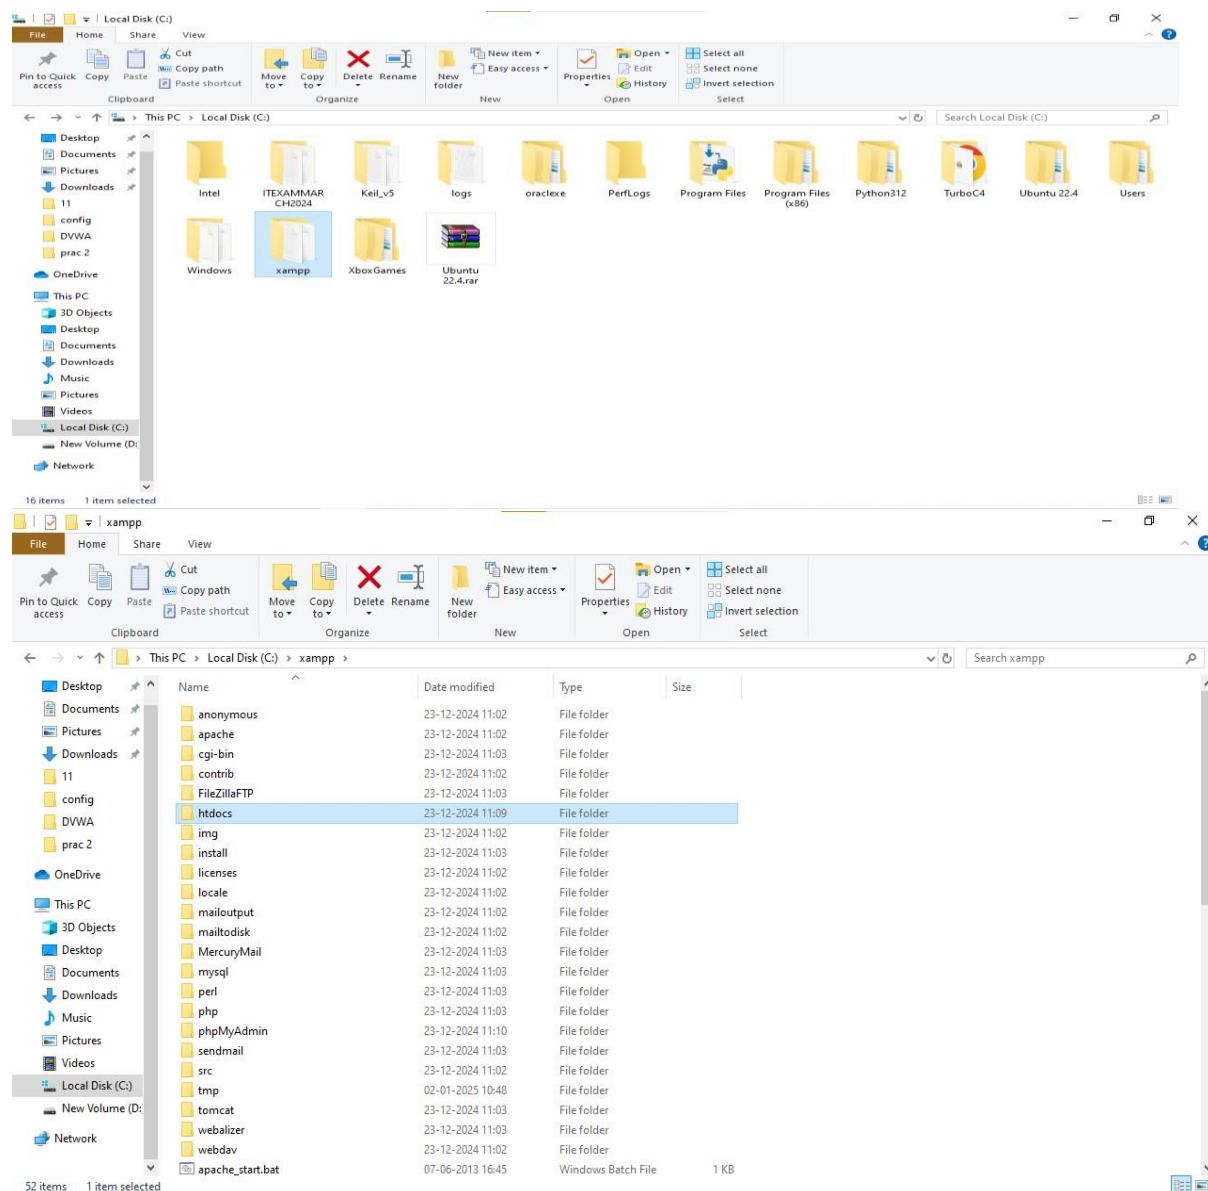 Local Disk (C:)
File Home Share View
Pin to Quick access
Copy
Paste
Cut
Copy path
Paste shortcut
Move to
Copy to
Delete
Rename
New folder
New item
Easy access
Properties
Open
Edit
History
Select all
Select none
Invert selection
Clipboard Organize New Open Select
This PC > Local Disk (C:)
Search Local Disk (C:)
Desktop
Documents
Pictures
Downloads
11
config
DVWA
prac 2
OneDrive
This PC
3D Objects
Desktop
Documents
Downloads
Music
Pictures
Videos
Local Disk (C:)
New Volume (D:
Network
Intel
ITEXAMMAR
CH2024
Keil_v5
logs
oraclexe
PerfLogs
Program Files
Program Files
(x86)
Python312
TurboC4
Ubuntu 22.4
Users
Windows
xampp
XboxGames
Ubuntu
22.4.rar
16 items 1 item selected
xampp
File Home Share View
Pin to Quick access
Copy
Paste
Cut
Copy path
Paste shortcut
Move to
Copy to
Delete
Rename
New folder
New item
Easy access
Properties
Open
Edit
History
Select all
Select none
Invert selection
Clipboard Organize New Open Select
This PC > Local Disk (C:) > xampp >
Search xampp
Desktop
Documents
Pictures
Downloads
11
config
DVWA
prac 2
OneDrive
This PC
3D Objects
Desktop
Documents
Downloads
Music
Pictures
Videos
Local Disk (C:)
New Volume (D:
Network
Name Date modified Type Size
anonymous 23-12-2024 11:02 File folder
apache 23-12-2024 11:02 File folder
cgi-bin 23-12-2024 11:03 File folder
contrib 23-12-2024 11:02 File folder
FileZillaFTP 23-12-2024 11:03 File folder
htdocs 23-12-2024 11:09 File folder
img 23-12-2024 11:02 File folder
install 23-12-2024 11:03 File folder
licenses 23-12-2024 11:02 File folder
locale 23-12-2024 11:02 File folder
mailoutput 23-12-2024 11:02 File folder
mailtodisk 23-12-2024 11:02 File folder
MercuryMail 23-12-2024 11:03 File folder
mysql 23-12-2024 11:03 File folder
perl 23-12-2024 11:03 File folder
php 23-12-2024 11:03 File folder
phpMyAdmin 23-12-2024 11:10 File folder
sendmail 23-12-2024 11:03 File folder
src 23-12-2024 11:02 File folder
tmp 02-01-2025 10:48 File folder
tomcat 23-12-2024 11:03 File folder
webalizer 23-12-2024 11:03 File folder
webdav 23-12-2024 11:02 File folder
apache_start.bat 07-06-2013 16:45 Windows Batch File 1 KB
52 items 1 item selected